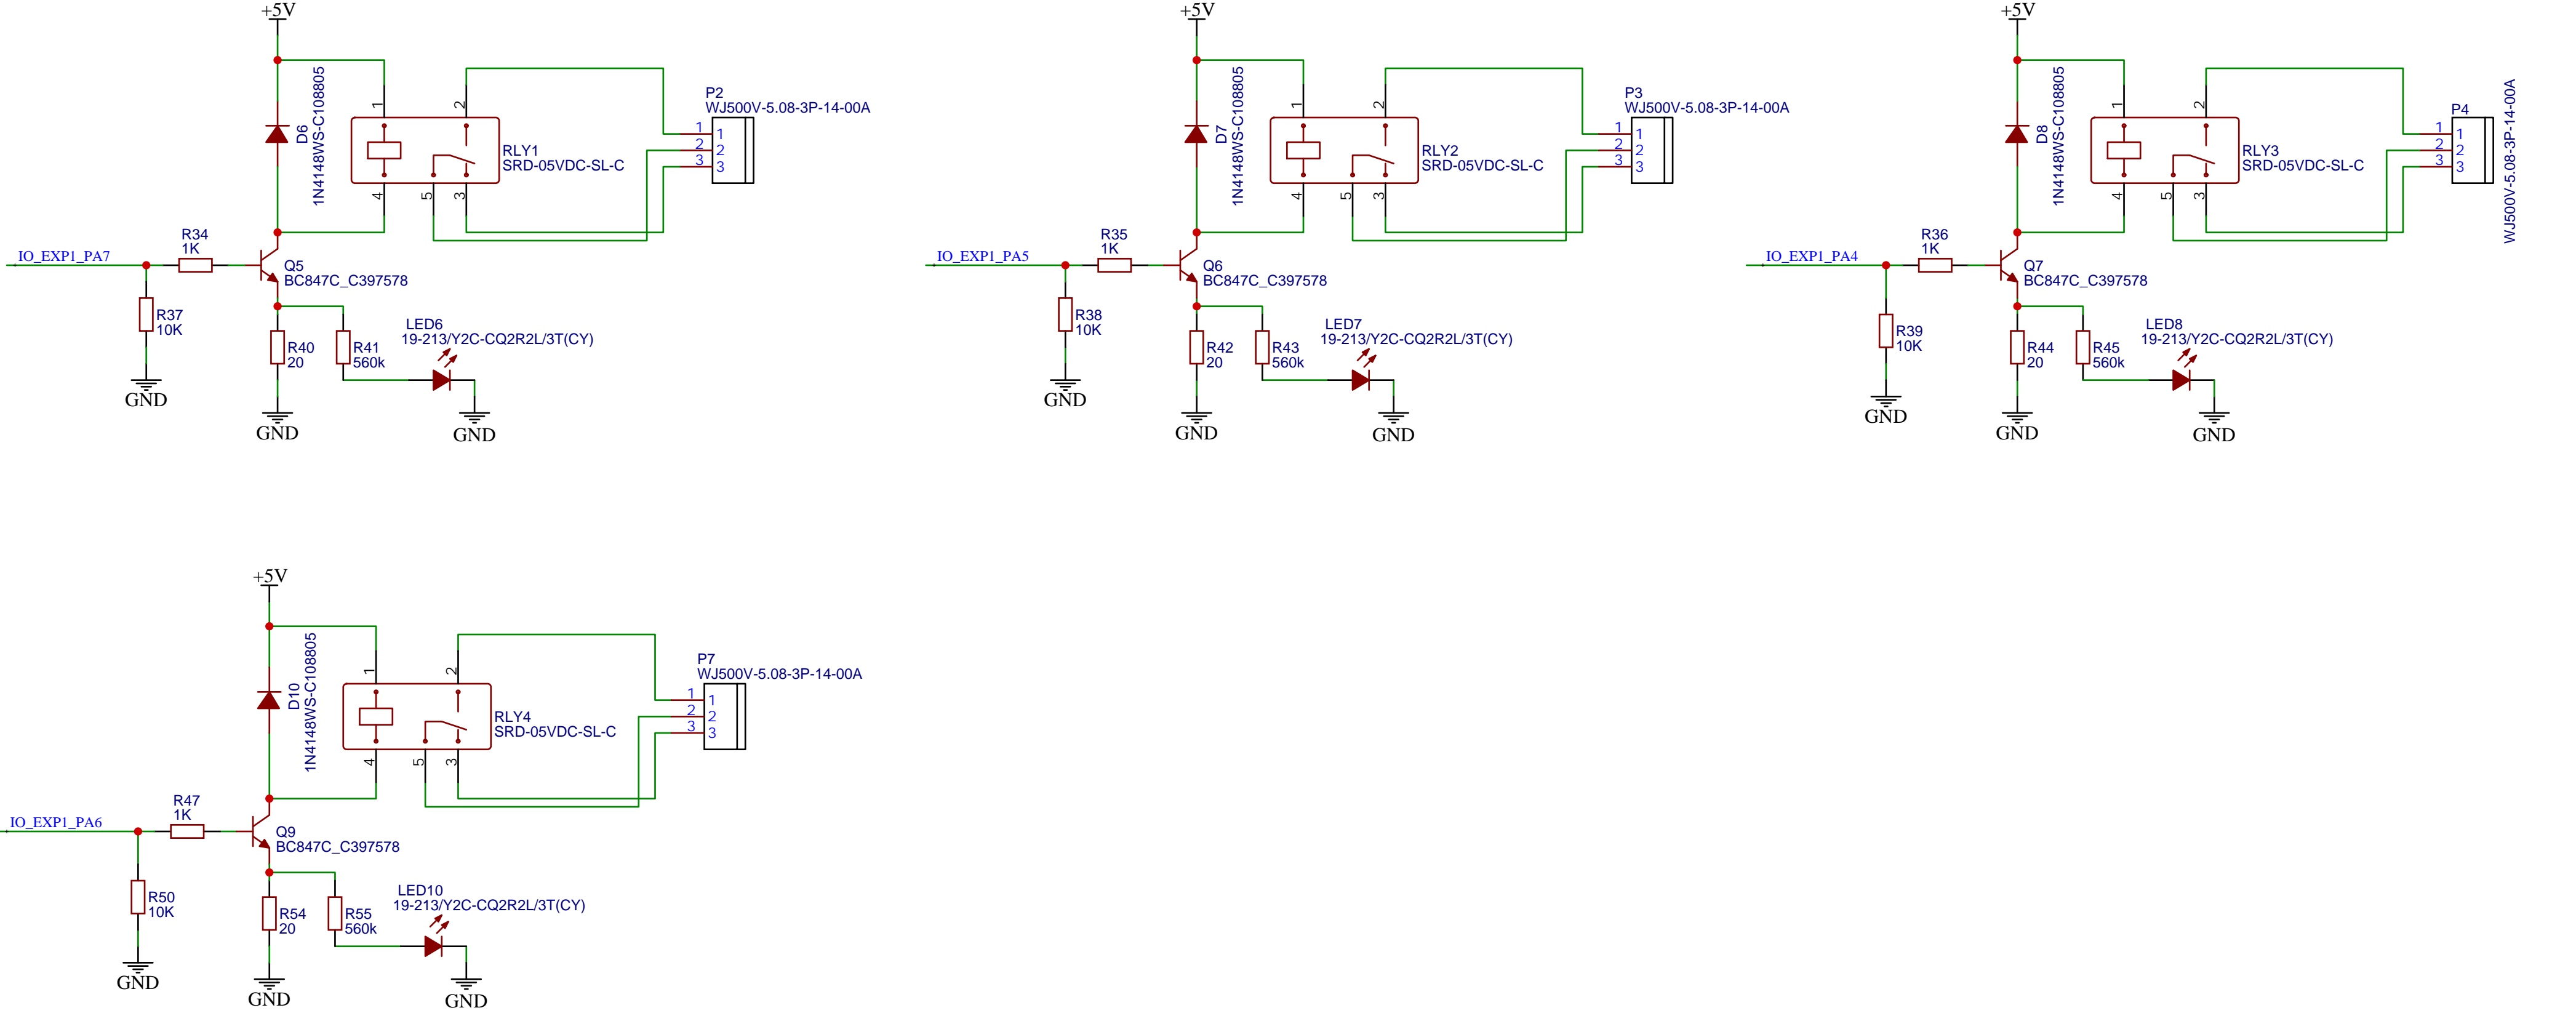 +5V
D6
1N4148WS-C108805
1
2
4
5
3
RLY1
SRD-05VDC-SL-C
P2
WJ500V-5.08-3P-14-00A
1 1
2 2
3 3
IO_EXP1_PA7
R34
1K
Q5
BC847C_C397578
R37
10K
GND
R40
20
R41
560k
LED6
19-213/Y2C-CQ2R2L/3T(CY)
GND
GND
+5V
D7
1N4148WS-C108805
1
2
4
5
3
RLY2
SRD-05VDC-SL-C
P3
WJ500V-5.08-3P-14-00A
1 1
2 2
3 3
IO_EXP1_PA5
R35
1K
Q6
BC847C_C397578
R38
10K
GND
R42
20
R43
560k
LED7
19-213/Y2C-CQ2R2L/3T(CY)
GND
GND
+5V
D8
1N4148WS-C108805
1
2
4
5
3
RLY3
SRD-05VDC-SL-C
P4
WJ500V-5.08-3P-14-00A
1 1
2 2
3 3
IO_EXP1_PA4
R36
1K
Q7
BC847C_C397578
R39
10K
GND
R44
20
R45
560k
LED8
19-213/Y2C-CQ2R2L/3T(CY)
GND
GND
+5V
D10
1N4148WS-C108805
1
2
4
5
3
RLY4
SRD-05VDC-SL-C
P7
WJ500V-5.08-3P-14-00A
1 1
2 2
3 3
IO_EXP1_PA6
R47
1K
Q9
BC847C_C397578
R50
10K
GND
R54
20
R55
560k
LED10
19-213/Y2C-CQ2R2L/3T(CY)
GND
GND